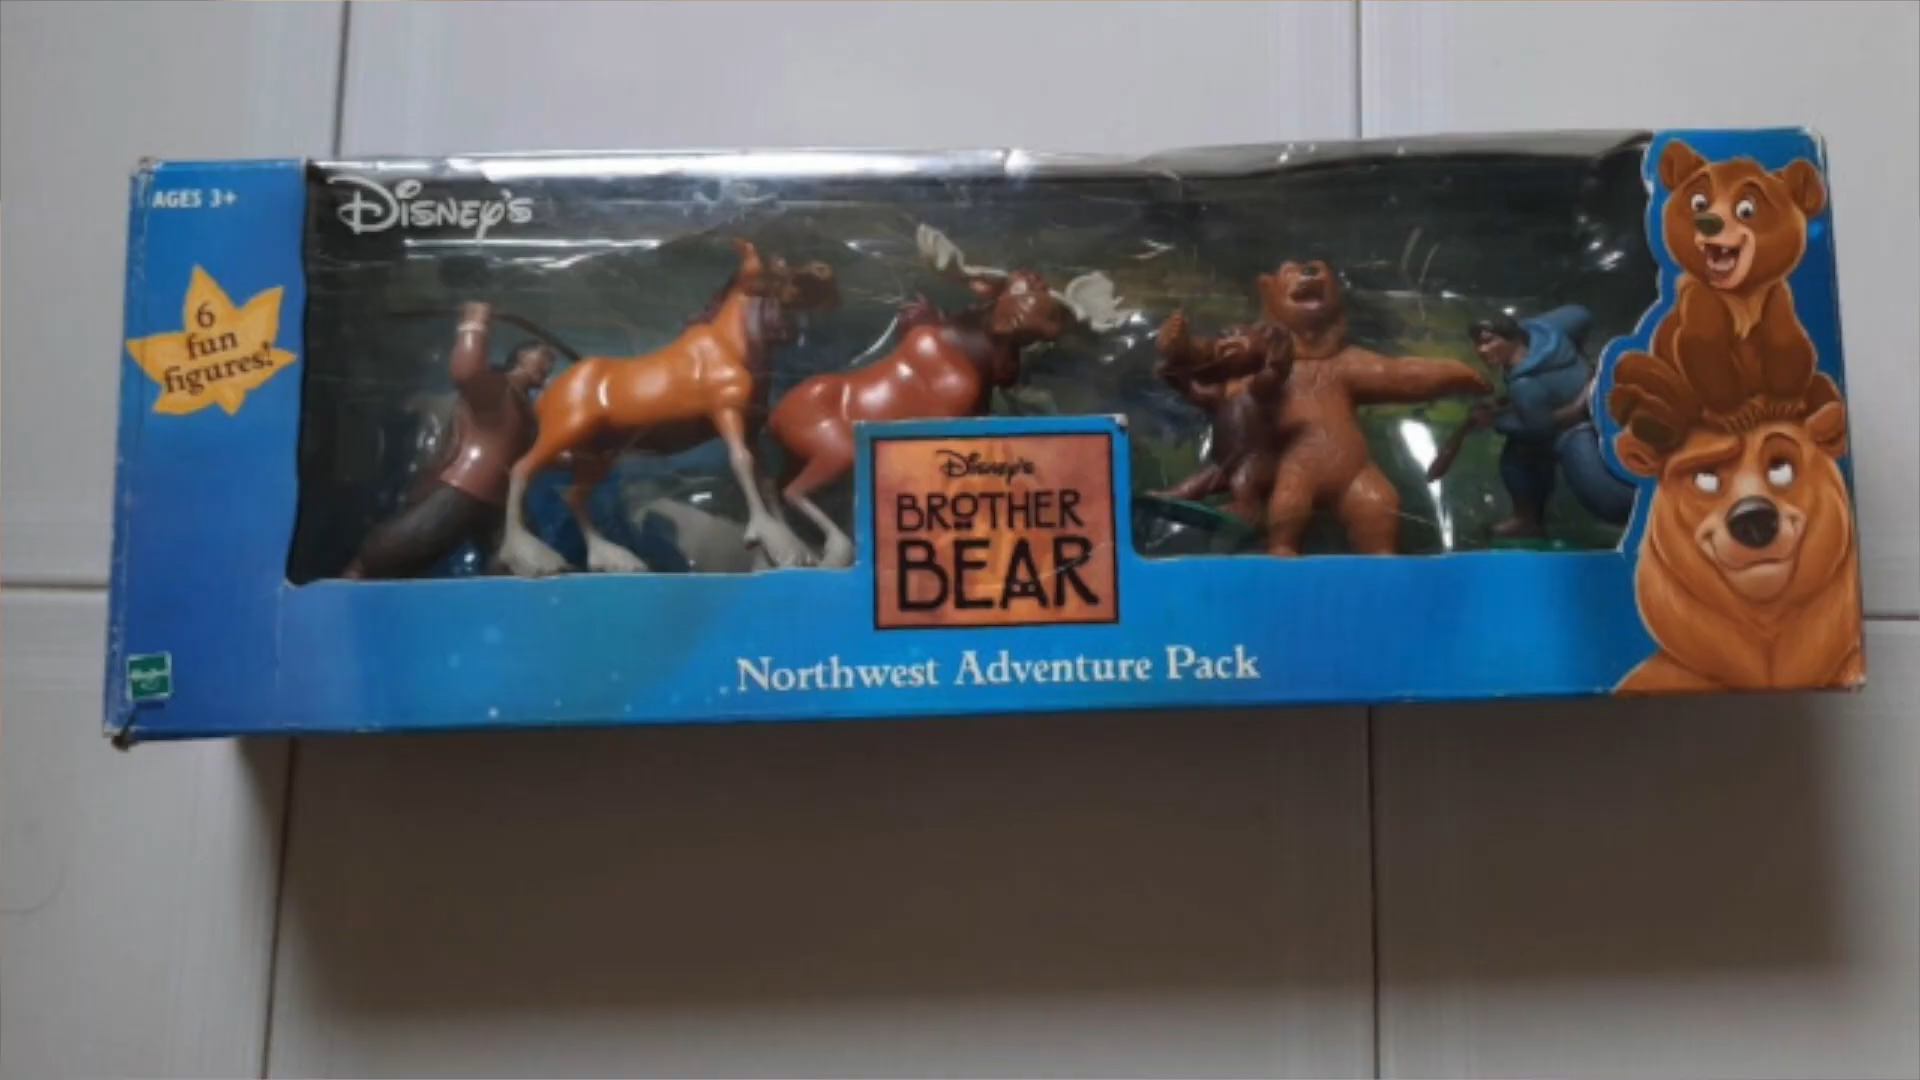 AGES 3+
DISNEY'S
6
fun
figures!
Disney's
BROTHER
BEAR
Northwest Adventure Pack